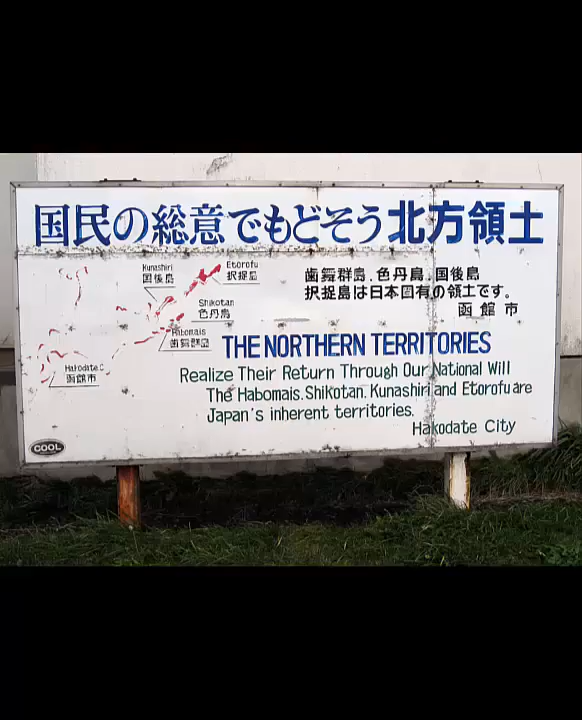 国民の総意でもどそう北方領土
Kunashiri
国後島
Etorofu
択捉島
Shikotan
色丹島
Habomais
歯舞群島
Hakodate C
函館市
歯舞群島、色丹島、国後島
択捉島は日本固有の領土です。
函館市
THE NORTHERN TERRITORIES
Realize Their Return Through Our National Will
The Habomais. Shikotan. Kunashiri and Etorofu are
Japan's inherent territories.
Hakodate City
COOL